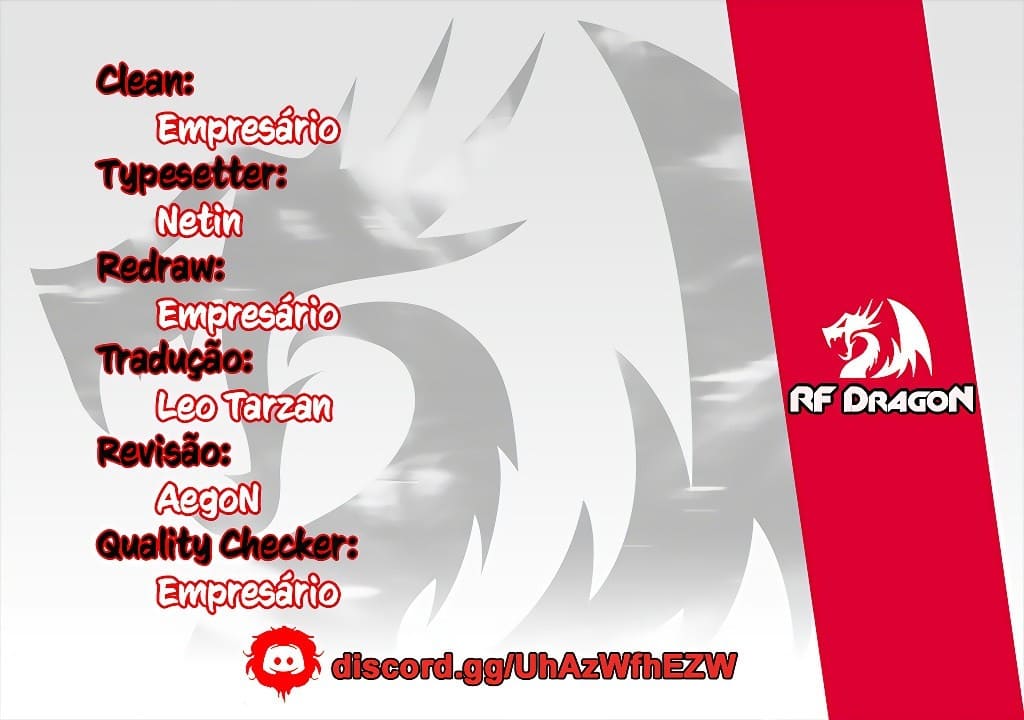 Clean:
Empresário
Typesetter:
Netin
Redraw:
Empresário
Tradução:
Leo Tarzan
Revisão:
AegoN
Quality Checker:
Empresário
discord.gg/UhAzWfhEZW
RF DRAGON